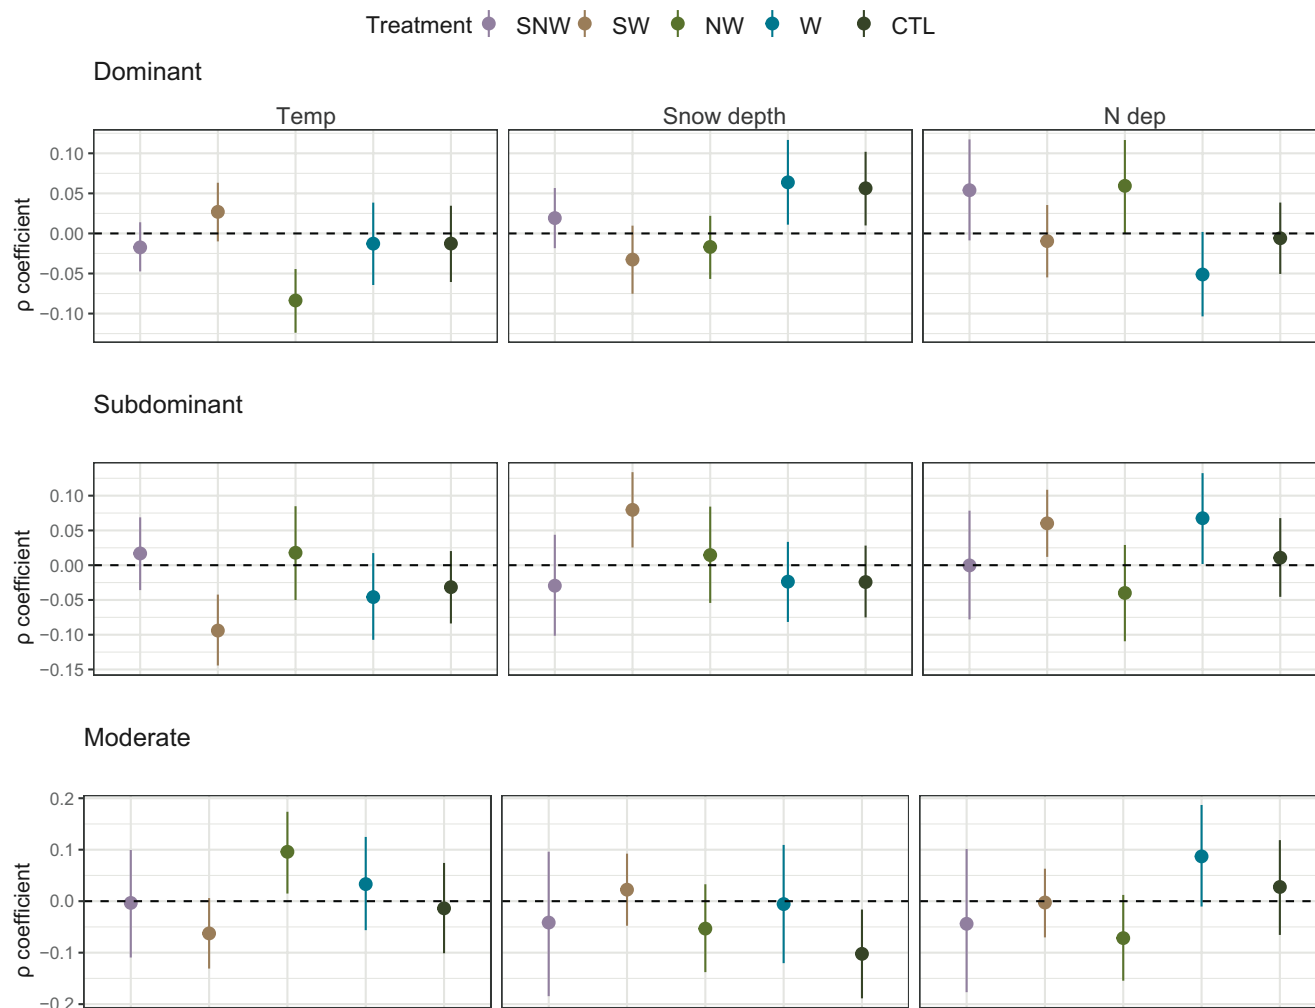 Treatment SNW SW NW W CTL
Dominant
Temp Snow depth N dep
ρ coefficient
0.10
0.05
0.00
−0.05
−0.10
Subdominant
ρ coefficient
0.10
0.05
0.00
−0.05
−0.10
−0.15
Moderate
ρ coefficient
0.2
0.1
0.0
−0.1
−0.2